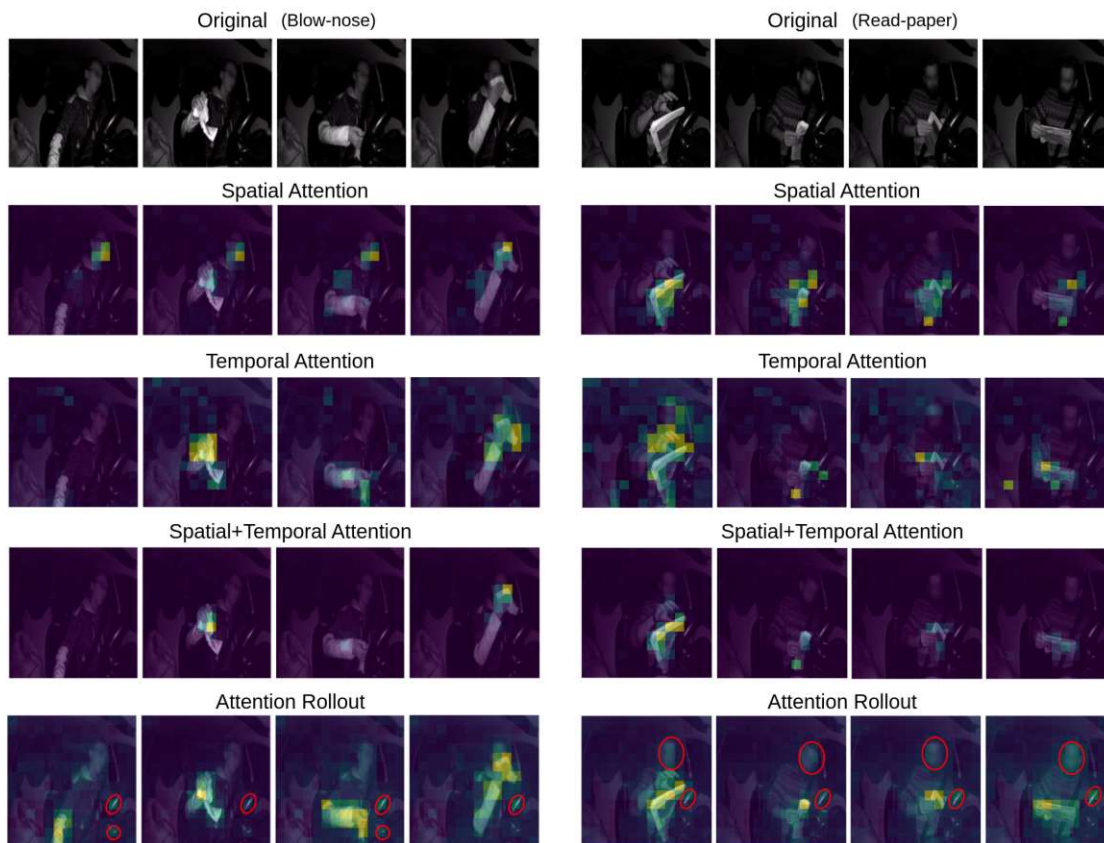 Original (Blow-nose)
Original (Read-paper)
Spatial Attention
Spatial Attention
Temporal Attention
Temporal Attention
Spatial+Temporal Attention
Spatial+Temporal Attention
Attention Rollout
Attention Rollout